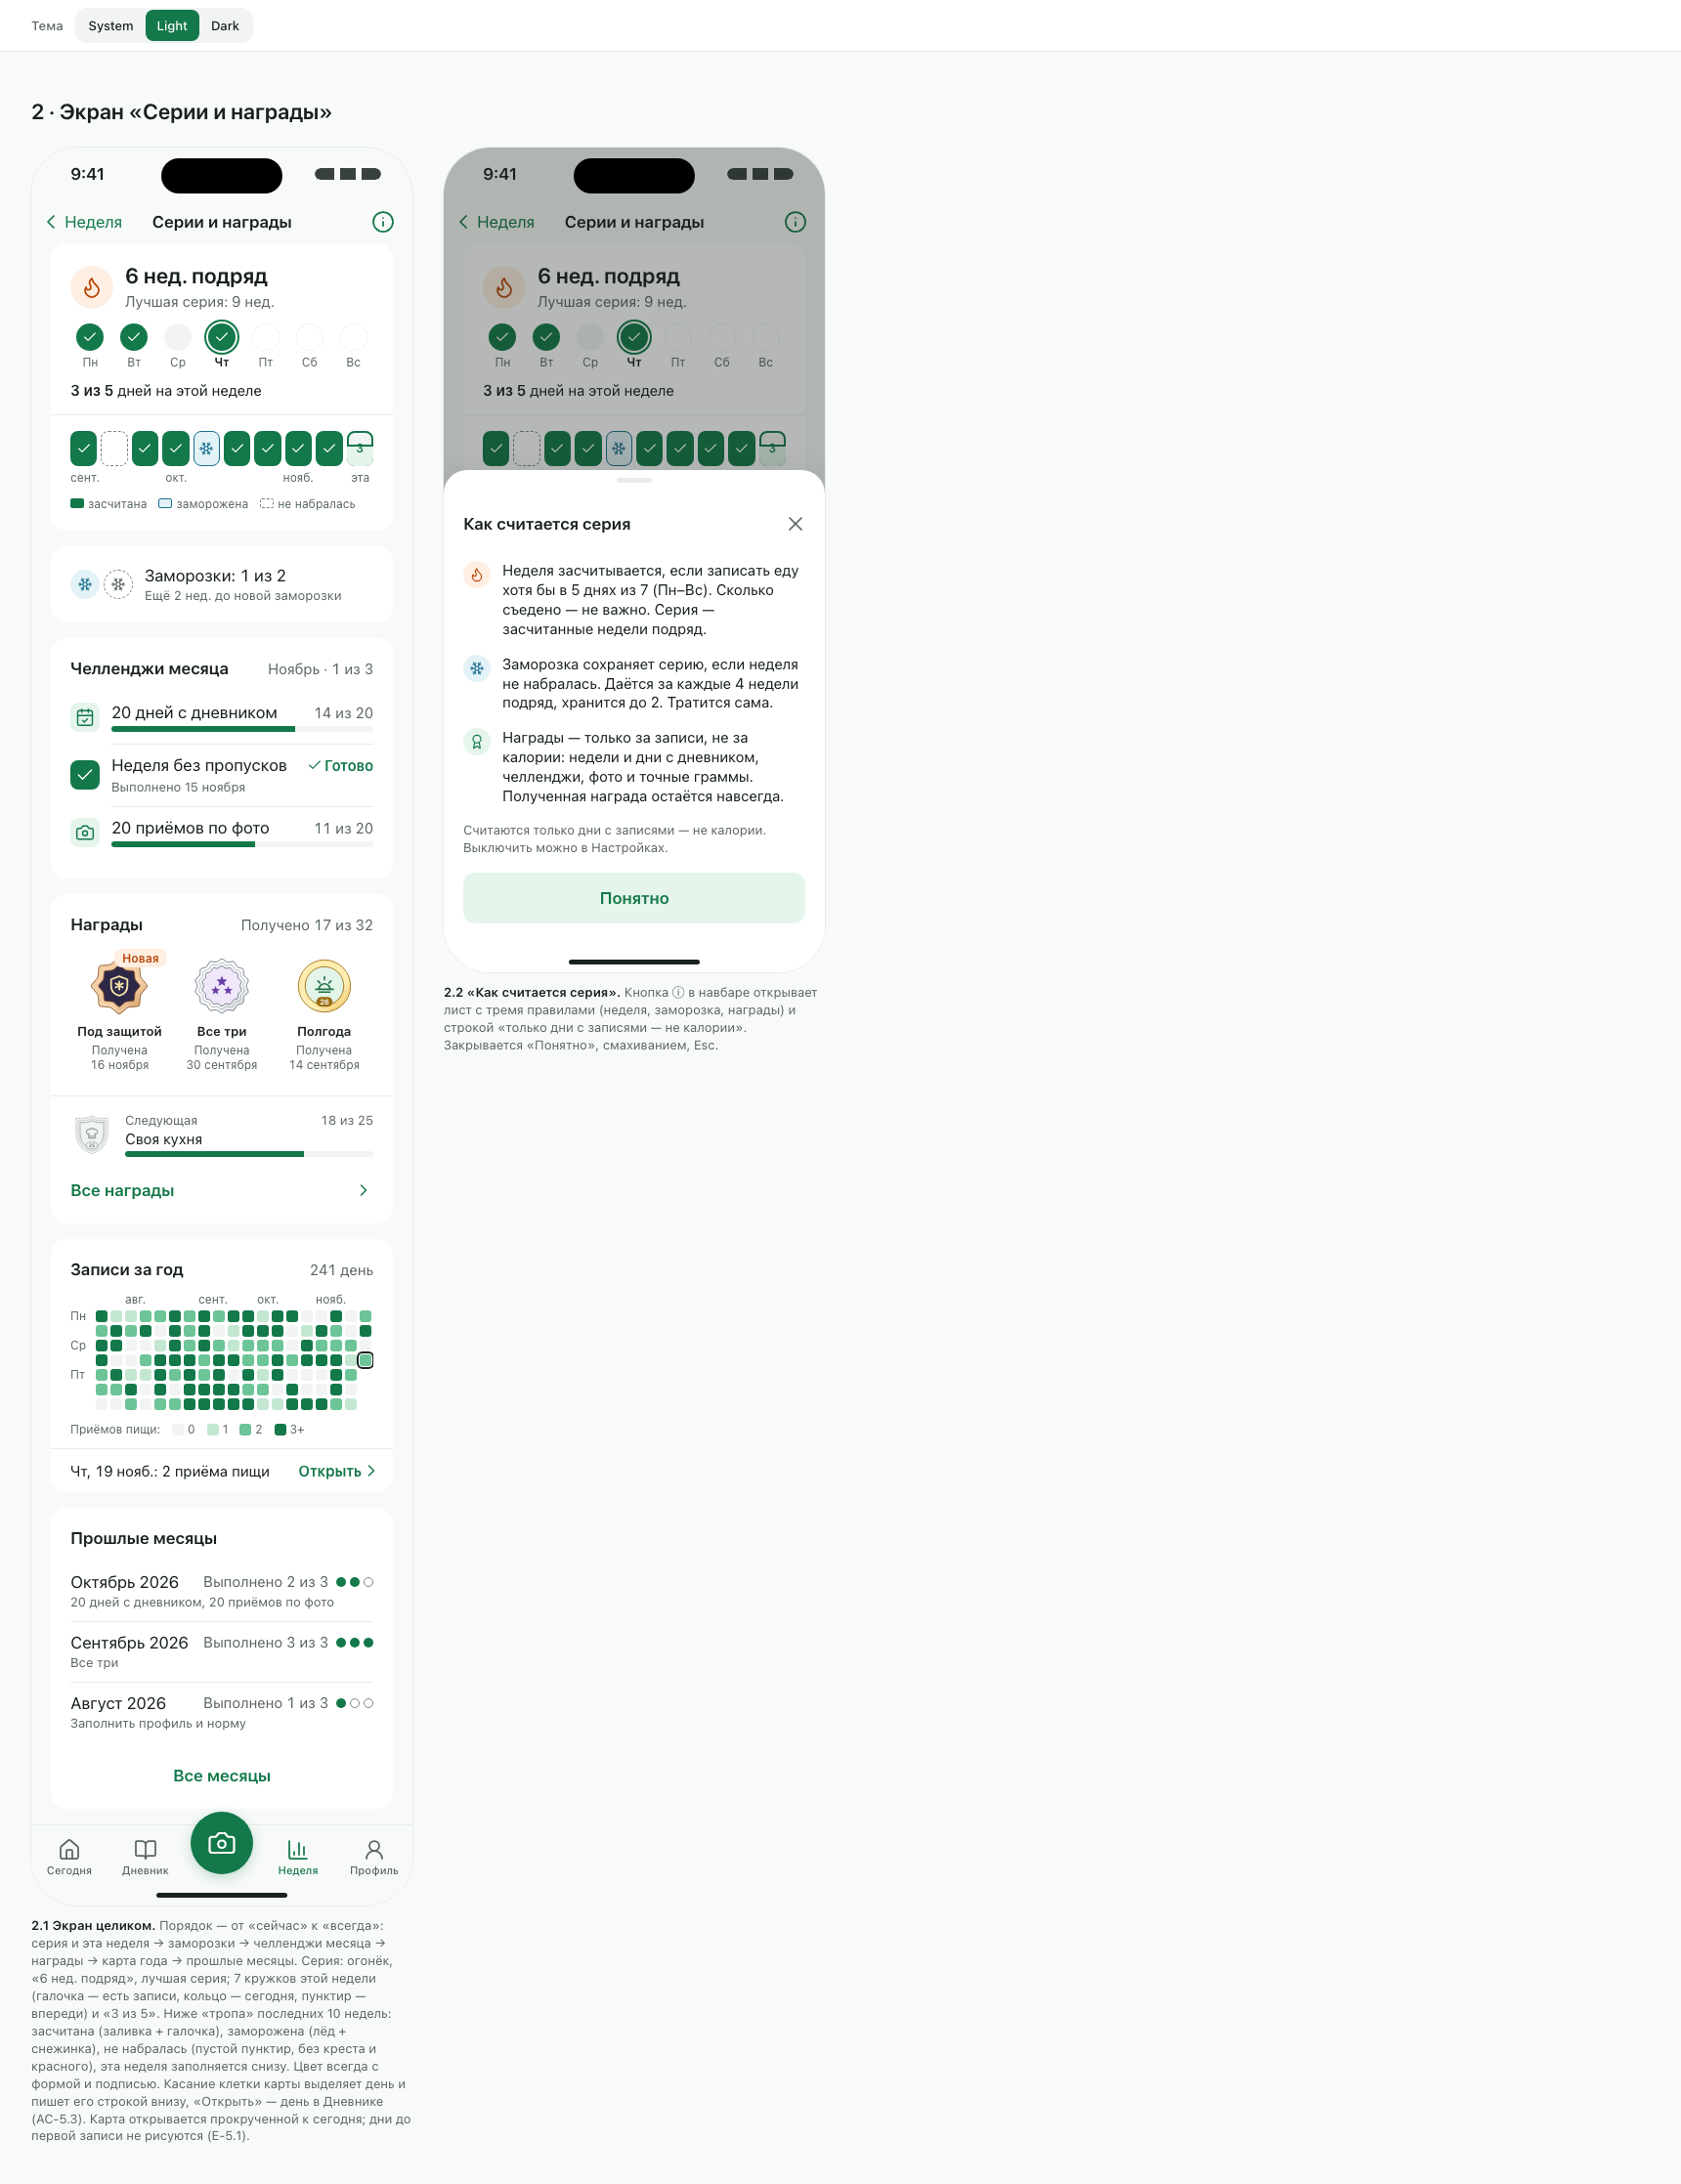 Тема System Light Dark
2 · Экран «Серии и награды»
9:41
Неделя Серии и награды
6 нед. подряд
Лучшая серия: 9 нед.
Пн Вт Ср Чт Пт Сб Вс
3 из 5 дней на этой неделе
3
сент. окт. нояб. эта
засчитана заморожена не набралась
Заморозки: 1 из 2
Ещё 2 нед. до новой заморозки
Челленджи месяца Ноябрь · 1 из 3
20 дней с дневником 14 из 20
Неделя без пропусков Готово
Выполнено 15 ноября
20 приёмов по фото 11 из 20
Награды Получено 17 из 32
Новая
26
Под защитой Все три Полгода
Получена Получена Получена
16 ноября 30 сентября 14 сентября
Следующая 18 из 25
Своя кухня
Все награды
Записи за год 241 день
авг. сент. окт. нояб.
Пн
Ср
Пт
Приёмов пищи: 0 1 2 3+
Чт, 19 нояб.: 2 приёма пищи Открыть
Прошлые месяцы
Октябрь 2026 Выполнено 2 из 3
20 дней с дневником, 20 приёмов по фото
Сентябрь 2026 Выполнено 3 из 3
Все три
Август 2026 Выполнено 1 из 3
Заполнить профиль и норму
Все месяцы
Сегодня Дневник Неделя Профиль
2.1 Экран целиком. Порядок — от «сейчас» к «всегда»:
серия и эта неделя → заморозки → челленджи месяца →
награды → карта года → прошлые месяцы. Серия: огонёк,
«6 нед. подряд», лучшая серия; 7 кружков этой недели
(галочка — есть записи, кольцо — сегодня, пунктир —
впереди) и «3 из 5». Ниже «тропа» последних 10 недель:
засчитана (заливка + галочка), заморожена (лёд +
снежинка), не набралась (пустой пунктир, без креста и
красного), эта неделя заполняется снизу. Цвет всегда с
формой и подписью. Касание клетки карты выделяет день и
пишет его строкой внизу, «Открыть» — день в Дневнике
(AC-5.3). Карта открывается прокрученной к сегодня; дни до
первой записи не рисуются (E-5.1).
9:41
Неделя Серии и награды
6 нед. подряд
Лучшая серия: 9 нед.
Пн Вт Ср Чт Пт Сб Вс
3 из 5 дней на этой неделе
3
Как считается серия
Неделя засчитывается, если записать еду
хотя бы в 5 днях из 7 (Пн–Вс). Сколько
съедено — не важно. Серия —
засчитанные недели подряд.
Заморозка сохраняет серию, если неделя
не набралась. Даётся за каждые 4 недели
подряд, хранится до 2. Тратится сама.
Награды — только за записи, не за
калории: недели и дни с дневником,
челленджи, фото и точные граммы.
Полученная награда остаётся навсегда.
Считаются только дни с записями — не калории.
Выключить можно в Настройках.
Понятно
2.2 «Как считается серия». Кнопка ⓘ в навбаре открывает
лист с тремя правилами (неделя, заморозка, награды) и
строкой «только дни с записями — не калории».
Закрывается «Понятно», смахиванием, Esc.